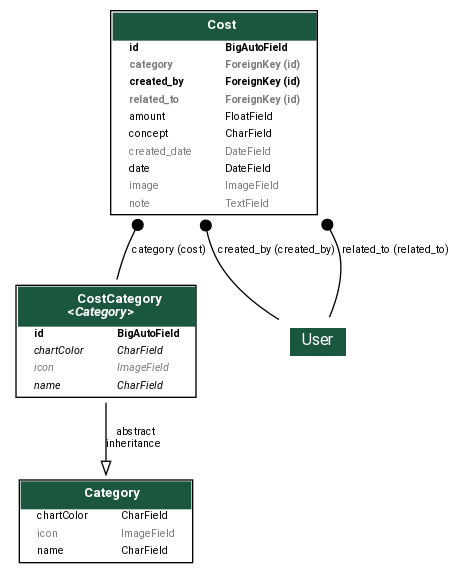 Cost
id BigAutoField
category ForeignKey (id)
created_by ForeignKey (id)
related_to ForeignKey (id)
amount FloatField
concept CharField
created_date DateField
date DateField
image ImageField
note TextField
category (cost) created_by (created_by) related_to (related_to)
CostCategory
<Category>
id BigAutoField
chartColor CharField
icon ImageField
name CharField
User
abstract
inheritance
Category
chartColor CharField
icon ImageField
name CharField